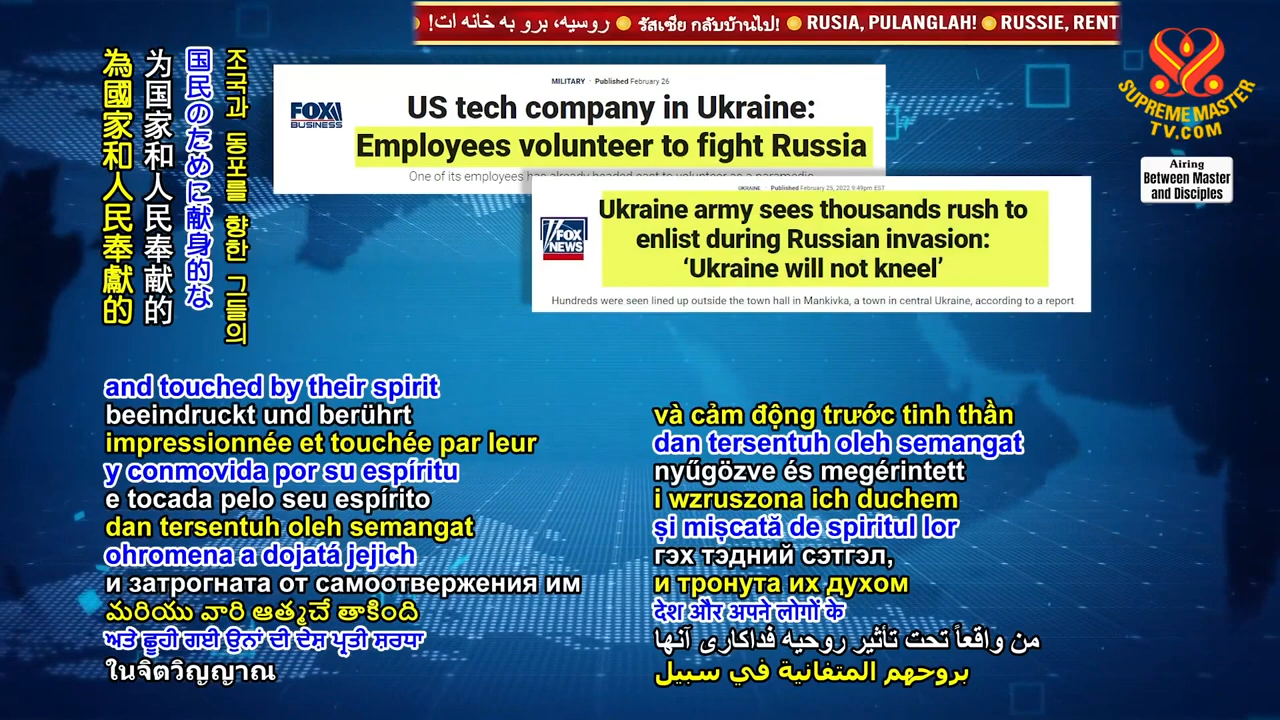 روسیه، برو به خانه ات! รัสเซีย กลับบ้านไป! RUSIA, PULANGLAH! RUSSIE, RENT
SUPREME MASTER
TV.COM
Airing
Between Master
and Disciples
조국과 동포를 향한 그들의
国民のために献身的な
为国家和人民奉献的
為國家和人民奉獻的
MILITARY · Published February 26
FOX
BUSINESS
US tech company in Ukraine:
Employees volunteer to fight Russia
One of its employees has already headed east to volunteer as a paramedic
UKRAINE · Published February 25, 2022 9:49pm EST
FOX
NEWS
Ukraine army sees thousands rush to
enlist during Russian invasion:
‘Ukraine will not kneel’
Hundreds were seen lined up outside the town hall in Mankivka, a town in central Ukraine, according to a report
and touched by their spirit
beeindruckt und berührt
impressionnée et touchée par leur
y conmovida por su espíritu
e tocada pelo seu espírito
dan tersentuh oleh semangat
ohromena a dojatá jejich
и затрогната от самоотвержения им
మరియు వారి ఆత్మచే తాకింది
ਅਤੇ ਛੂਹੀ ਗਈ ਉਨਾਂ ਦੀ ਦੇਸ਼ ਪ੍ਰਤੀ ਸ਼ਰਧਾ
ในจิตวิญญาณ
và cảm động trước tinh thần
dan tersentuh oleh semangat
nyűgözve és megérintett
i wzruszona ich duchem
și mișcată de spiritul lor
гэх тэдний сэтгэл,
и тронута их духом
देश और अपने लोगों के
من واقعاً تحت تأثیر روحیه فداکاری آنها
بروحهم المتفانية في سبيل